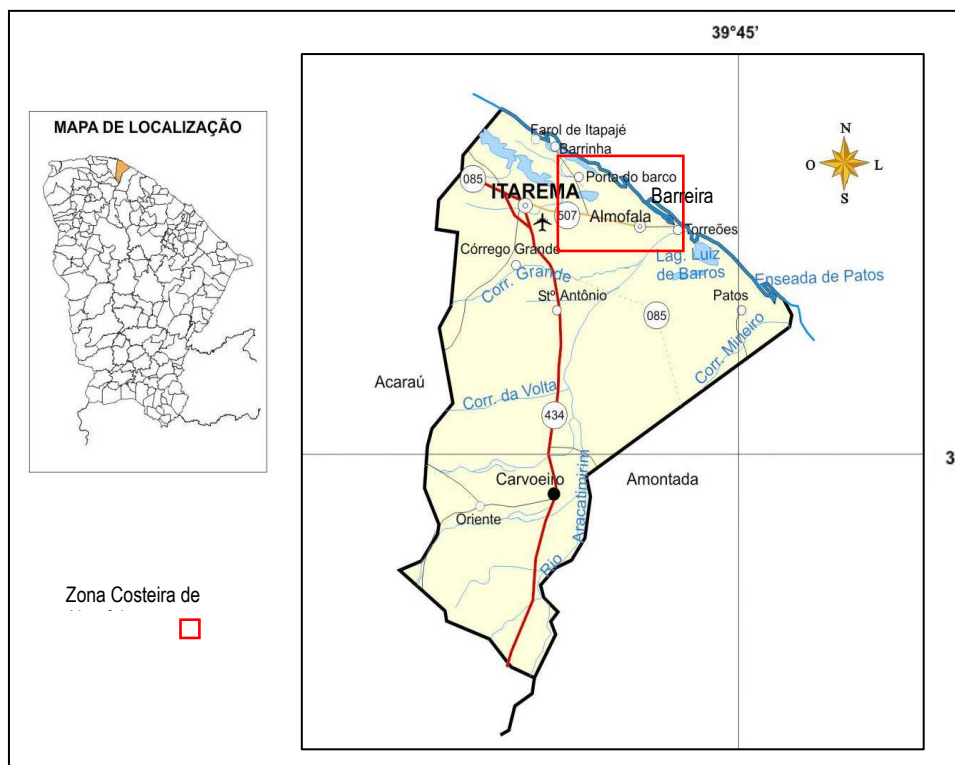 39°45'
MAPA DE LOCALIZAÇÃO
Farol de Itapajé
Barrinha
Porta do barco
085
ITAREMA
Barreira
507
Almofala
Torreões
Córrego Grande
Corr. Grande
Lag. Luiz
de Barros
Enseada de Patos
Stº Antônio
Patos
085
Corr. Mineiro
Acaraú
Corr. da Volta
434
Carvoeiro
Amontada
Oriente
Rio Aracatimirim
N
O
L
S
3
Zona Costeira de